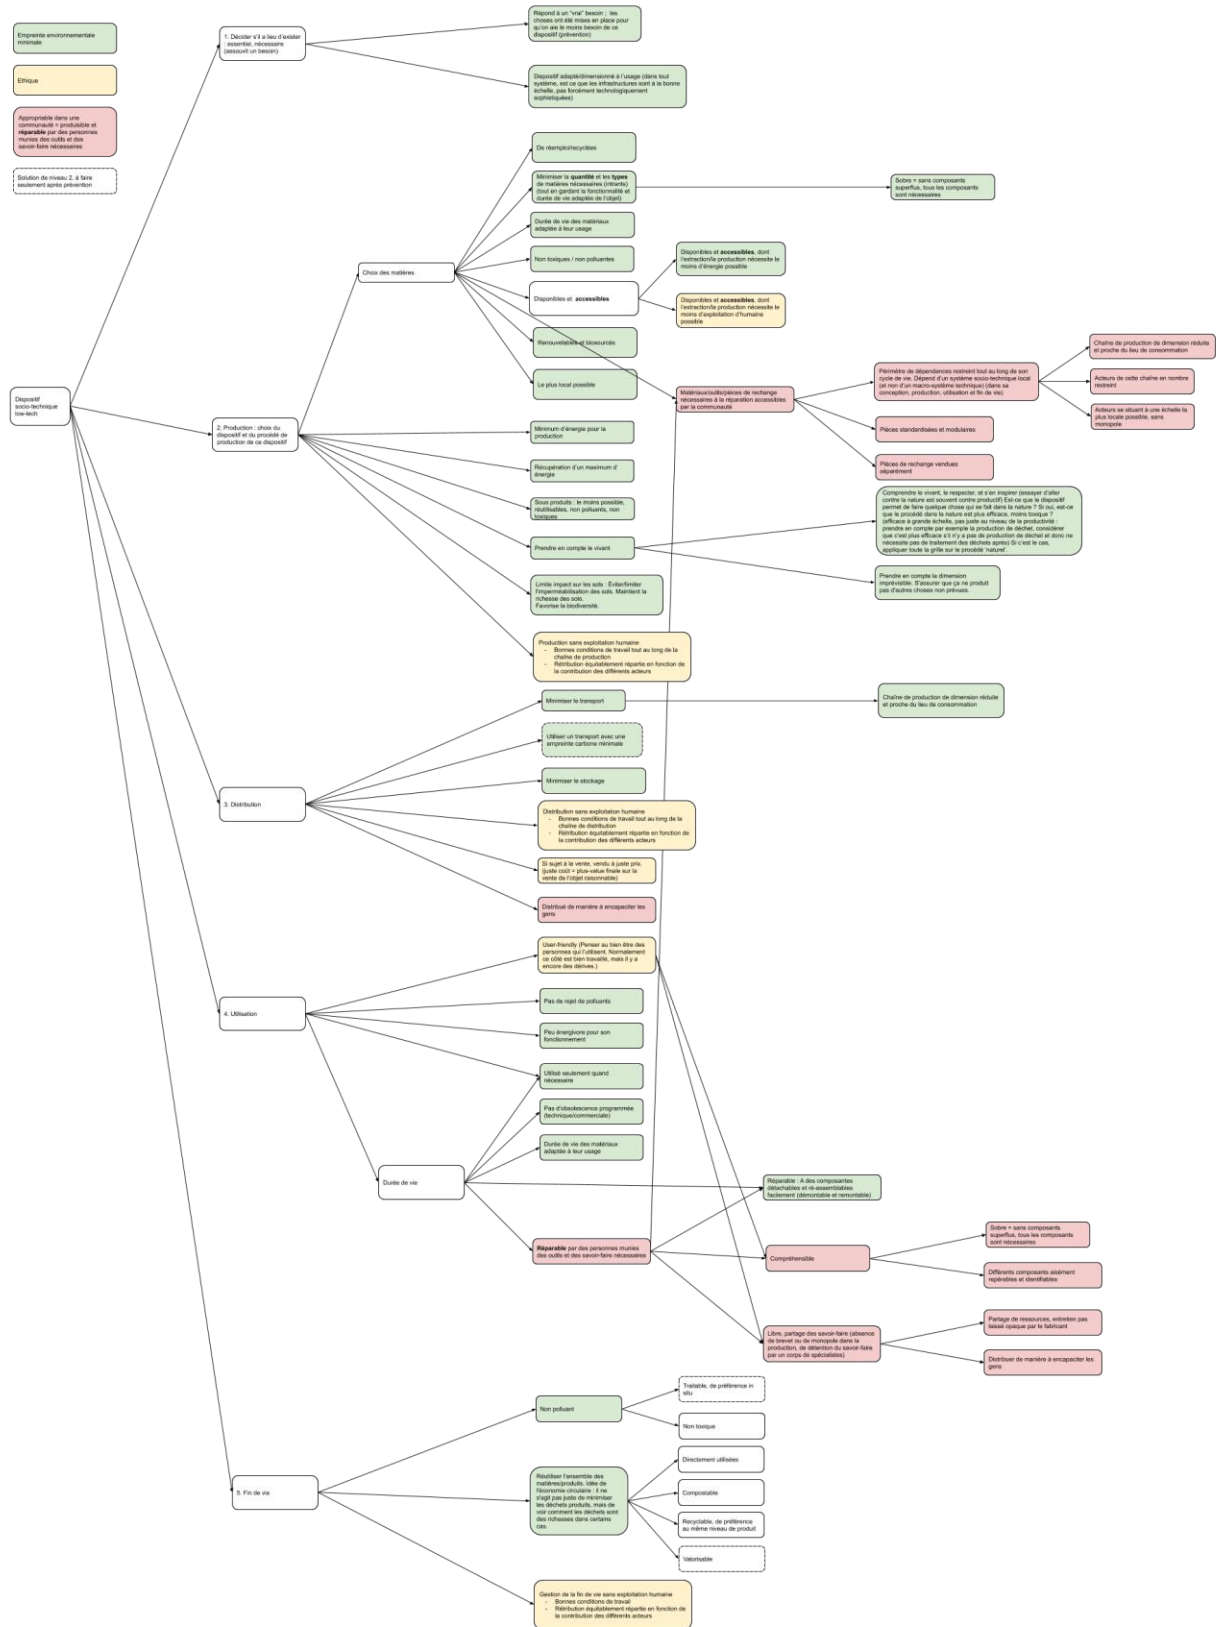 Empreinte environnementale
minimale
Ethique
Appropriable dans une
communauté = produisible et
réparable par des personnes
munies des outils et des
savoir-faire nécessaires
Solution de niveau 2, à faire
seulement après prévention
Dispositif
socio-technique
low-tech
1. Décider s'il a lieu d'exister
: essentiel, nécessaire
(assouvit un besoin)
Répond à un "vrai" besoin ; les
choses ont été mises en place pour
qu'on aie le moins besoin de ce
dispositif (prévention)
Dispositif adapté/dimensionné à l'usage (dans tout
système, est ce que les infrastructures sont à la bonne
échelle, pas forcément technologiquement
sophistiquées)
2. Production : choix du
dispositif et du procédé de
production de ce dispositif
Choix des matières
De réemploi/recyclées
Minimiser la quantité et les types
de matières nécessaires (intrants)
(tout en gardant la fonctionnalité et
durée de vie adaptée de l'objet)
Sobre = sans composants
superflus, tous les composants
sont nécessaires
Durée de vie des matériaux
adaptée à leur usage
Non toxiques / non polluantes
Disponibles et accessibles
Disponibles et accessibles, dont
l'extraction/la production nécessite le
moins d'énergie possible
Disponibles et accessibles, dont
l'extraction/la production nécessite le
moins d'exploitation d'humaine
possible
Renouvelables et biosourcés
Le plus local possible
Matériaux/outils/pièces de rechange
nécessaires à la réparation accessibles
par la communauté
Périmètre de dépendances restreint tout au long de son
cycle de vie. Dépend d'un système socio-technique local
(et non d'un macro-système technique) (dans sa
conception, production, utilisation et fin de vie)
Chaîne de production de dimension réduite
et proche du lieu de consommation
Acteurs de cette chaîne en nombre
restreint
Acteurs se situant à une échelle la
plus locale possible, sans
monopole
Pièces standardisées et modulaires
Pièces de rechange vendues
séparément
Minimum d'énergie pour la
production
Récupération d'un maximum d'
énergie
Sous produits : le moins possible,
réutilisables, non polluants, non
toxiques
Prendre en compte le vivant
Comprendre le vivant, le respecter, et s'en inspirer (essayer d'aller
contre la nature est souvent contre productif) Est-ce que le dispositif
permet de faire quelque chose qui se fait dans la nature ? Si oui, est-ce
que le procédé dans la nature est plus efficace, moins toxique ?
(efficace à grande échelle, pas juste au niveau de la productivité :
prendre en compte par exemple la production de déchet, considérer
que c'est plus efficace s'il n'y a pas de production de déchet et donc ne
nécessite pas de traitement des déchets après) Si c'est le cas,
appliquer toute la grille sur le procédé 'naturel'.
Prendre en compte la dimension
imprévisible. S'assurer que ça ne produit
pas d'autres choses non prévues.
Limite impact sur les sols : Éviter/limiter
l'imperméabilisation des sols. Maintient la
richesse des sols.
Favorise la biodiversité.
Production sans exploitation humaine
- Bonnes conditions de travail tout au long de la
chaîne de production
- Rétribution équitablement répartie en fonction de
la contribution des différents acteurs
3. Distribution
Minimiser le transport
Chaîne de production de dimension réduite
et proche du lieu de consommation
Utiliser un transport avec une
empreinte carbone minimale
Minimiser le stockage
Distribution sans exploitation humaine
- Bonnes conditions de travail tout au long de la
chaîne de distribution
- Rétribution équitablement répartie en fonction de
la contribution des différents acteurs
Si sujet à la vente, vendu à juste prix.
(juste coût = plus-value finale sur la
vente de l'objet raisonnable)
Distribué de manière à encapaciter les
gens
4. Utilisation
User-friendly (Penser au bien être des
personnes qui l'utilisent. Normalement
ce côté est bien travaillé, mais il y a
encore des dérives.)
Pas de rejet de polluants
Peu énergivore pour son
fonctionnement
Utilisé seulement quand
nécessaire
Pas d'obsolescence programmée
(technique/commerciale)
Durée de vie des matériaux
adaptée à leur usage
Durée de vie
Réparable : A des composantes
détachables et ré-assemblables
facilement (démontable et remontable)
Réparable par des personnes munies
des outils et des savoir-faire nécessaires
Compréhensible
Sobre = sans composants
superflus, tous les composants
sont nécessaires
Différents composants aisément
repérables et identifiables
Libre, partage des savoir-faire (absence
de brevet ou de monopole dans la
production, de détention du savoir-faire
par un corps de spécialistes)
Partage de ressources, entretien pas
laissé opaque par le fabricant
Distribuer de manière à encapaciter les
gens
5. Fin de vie
Non polluant
Traitable, de préférence in
situ
Non toxique
Réutiliser l'ensemble des
matières/produits. Idée de
l'économie circulaire : il ne
s'agit pas juste de minimiser
les déchets produits, mais de
voir comment les déchets sont
des richesses dans certains
cas.
Directement utilisées
Compostable
Recyclable, de préférence
au même niveau de produit
Valorisable
Gestion de la fin de vie sans exploitation humaine
- Bonnes conditions de travail
- Rétribution équitablement répartie en fonction de
la contribution des différents acteurs